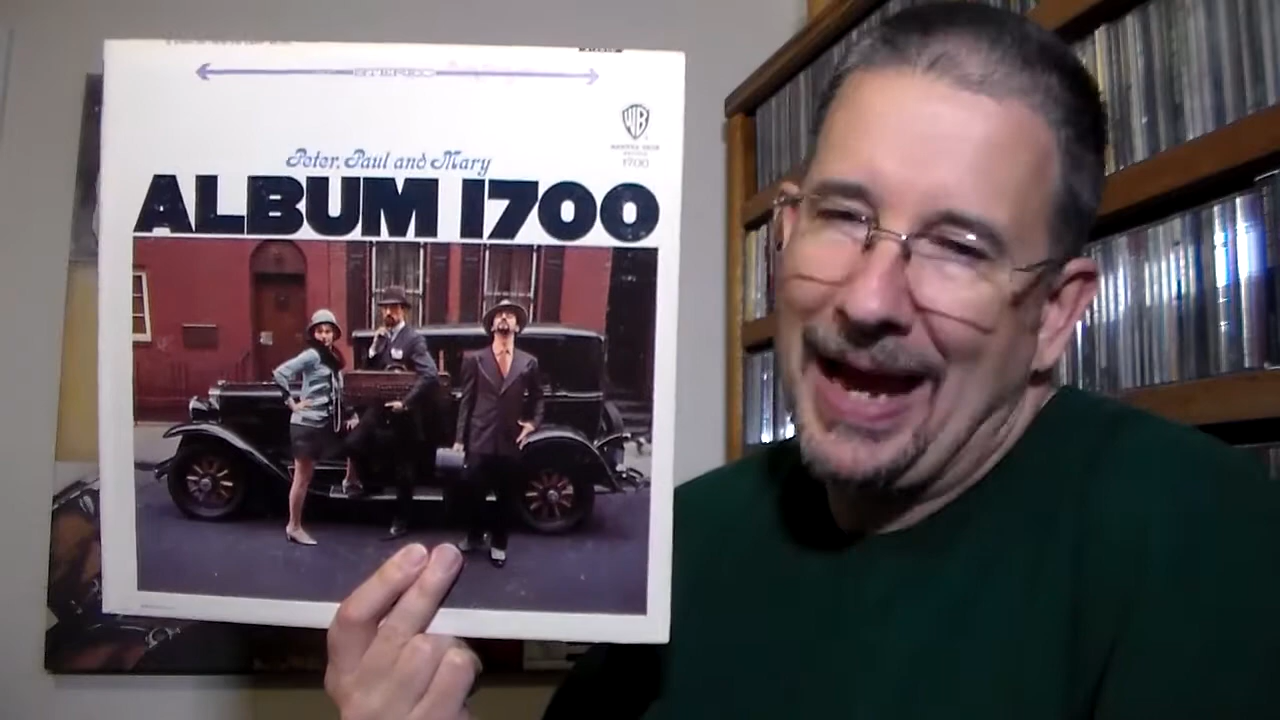 STEREO
WB
1700
Peter, Paul and Mary
ALBUM 1700